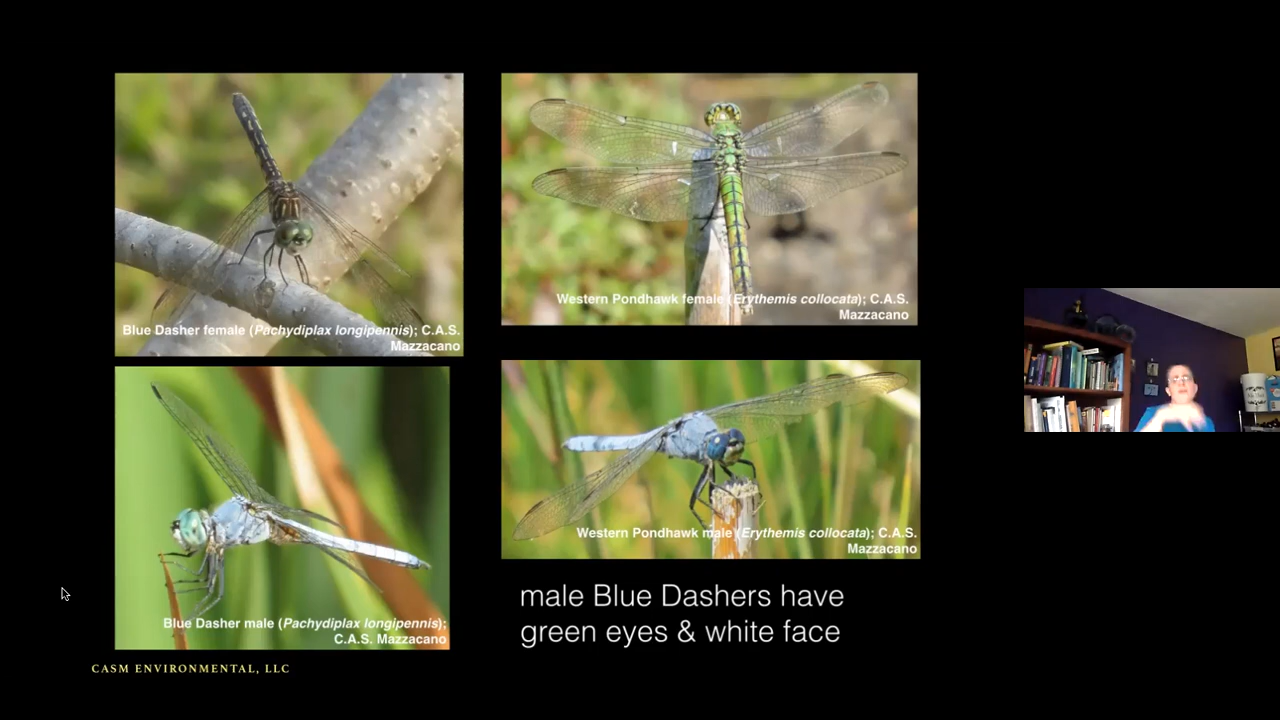 Blue Dasher female (Pachydiplax longipennis); C.A.S.
Mazzacano
Western Pondhawk female (Erythemis collocata); C.A.S.
Mazzacano
Blue Dasher male (Pachydiplax longipennis);
C.A.S. Mazzacano
Western Pondhawk male (Erythemis collocata); C.A.S.
Mazzacano
male Blue Dashers have
green eyes & white face
CASM ENVIRONMENTAL, LLC